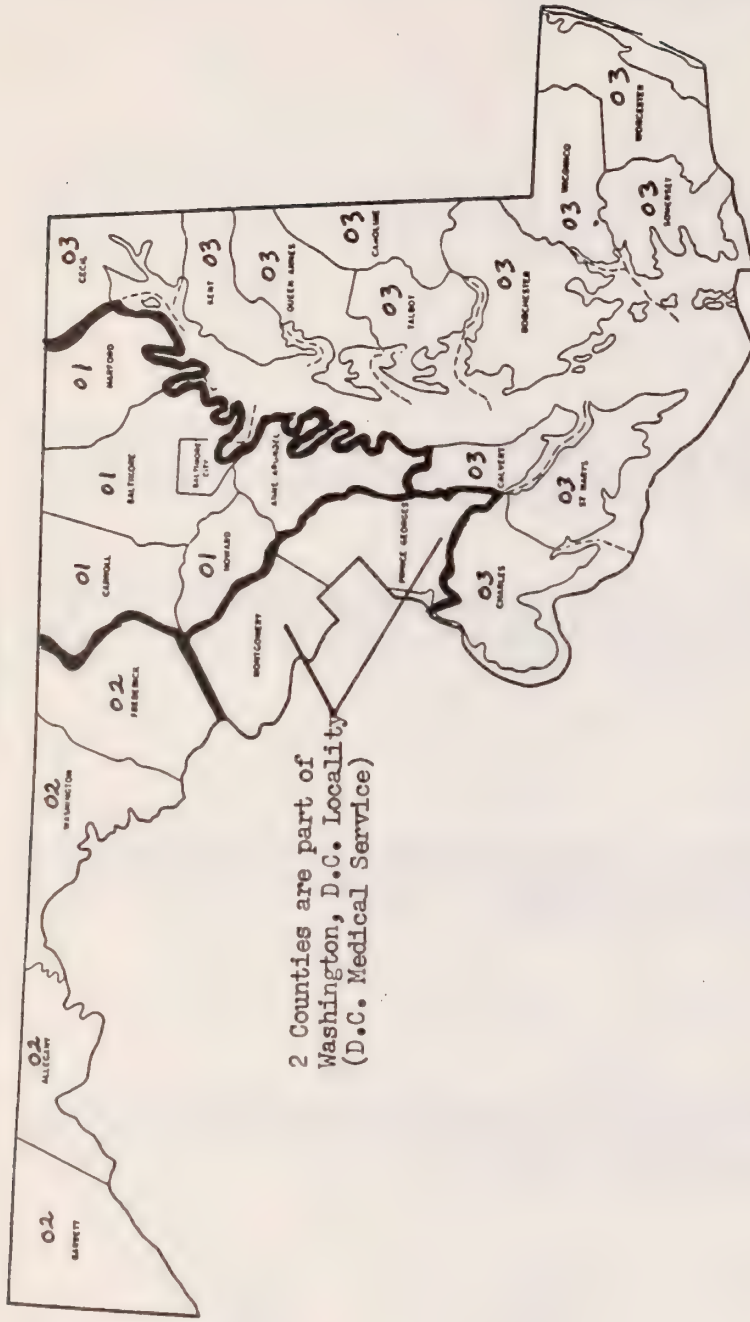 02
GARRETT
02
ALLEGANY
02
WASHINGTON
02
FREDERICK
01
CARROLL
01
BALTIMORE
01
HARFORD
03
CECIL
BALTIMORE
CITY
01
HOWARD
MONTGOMERY
ANNE ARUNDEL
PRINCE GEORGES
03
KENT
03
QUEEN ANNES
03
CAROLINE
03
TALBOT
03
CALVERT
03
CHARLES
03
ST MARYS
03
DORCHESTER
03
WICOMICO
03
SOMERSET
03
WORCESTER
2 Counties are part of
Washington, D.C. Locality
(D.C. Medical Service)